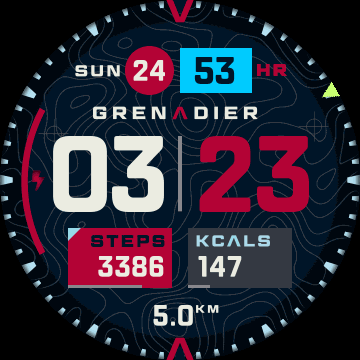 SUN 24 53 HR
GRENADIER
03 23
STEPS KCALS
3386 147
5.0KM